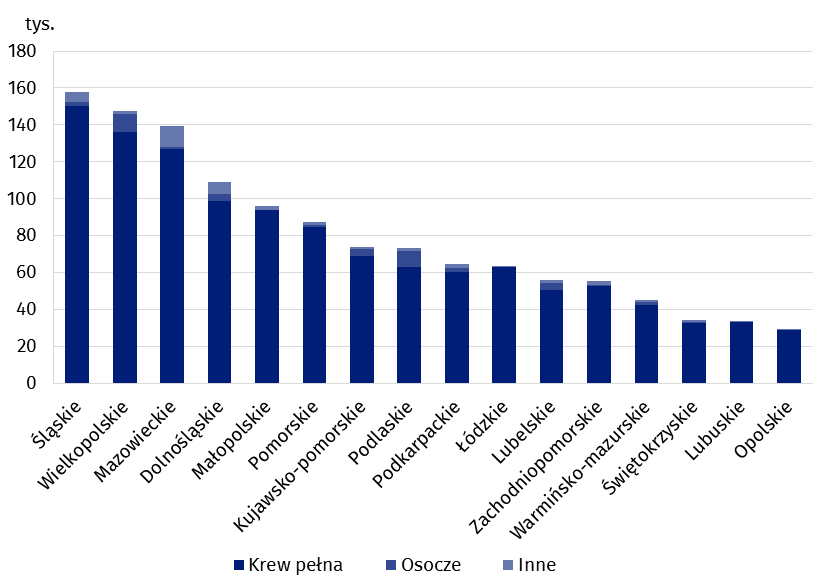 tys.
180
160
140
120
100
80
60
40
20
0
Śląskie
Wielkopolskie
Mazowieckie
Dolnośląskie
Małopolskie
Pomorskie
Kujawsko-pomorskie
Podlaskie
Podkarpackie
Łódzkie
Lubelskie
Zachodniopomorskie
Warmińsko-mazurskie
Świętokrzyskie
Lubuskie
Opolskie
Krew pełna Osocze Inne